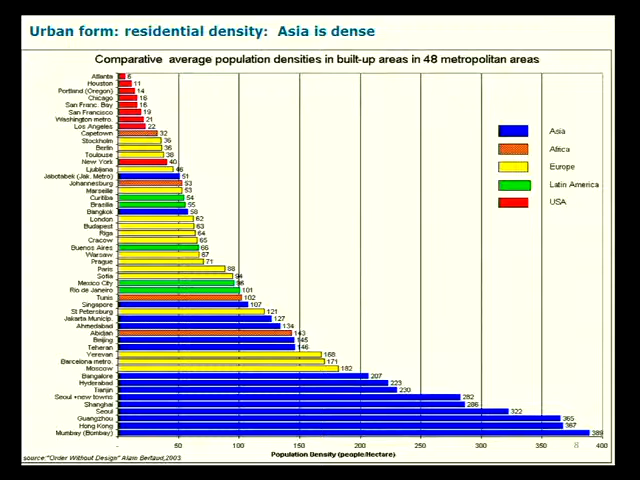 Urban form: residential density: Asia is dense
Comparative average population densities in built-up areas in 48 metropolitan areas
Atlanta 6
Houston 11
Portland (Oregon) 14
Chicago 16
San Franc. Bay 16
San Francisco 19
Washington metro. 21
Los Angeles 22
Capetown 32
Stockholm 36
Berlin 36
Toulouse 38
New York 40
Ljubljana 46
Jabotabek (Jak. Metro) 51
Johannesburg 53
Marseille 53
Curitiba 54
Brasilia 55
Bangkok 58
London 62
Budapest 63
Riga 64
Cracow 65
Buenos Aires 66
Warsaw 67
Prague 71
Paris 88
Sofia 94
Mexico City 96
Rio de Janeiro 101
Tunis 102
Singapore 107
St Petersburg 121
Jakarta Municip. 127
Ahmedabad 134
Abidjan 143
Beijing 145
Teheran 146
Yerevan 168
Barcelona metro. 171
Moscow 182
Bangalore 207
Hyderabad 223
Tianjin 230
Seoul +new towns 282
Shanghai 286
Seoul 322
Guangzhou 365
Hong Kong 367
Mumbay (Bombay) 389
Asia
Africa
Europe
Latin America
USA
- 50 100 150 200 250 300 350 400
8
Population Density (people/Hectare)
source:"Order Without Design" Alain Bertaud,2003